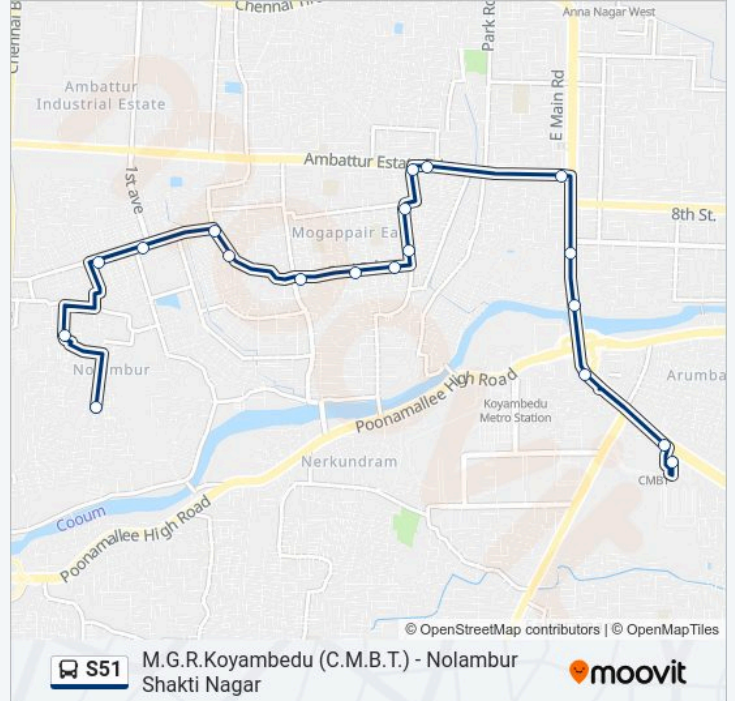 Chennai B
Park Ro
Anna Nagar West
Ambattur
Industrial Estate
E Main Rd
Ambattur Esta
1st ave
8th St.
Mogappair Ea
Poonamallee High Road
Arumba
Koyambedu
Metro Station
Nerkundram
CMBT
Cooum
Poonamallee High Road
© OpenStreetMap contributors | © OpenMapTiles
S51
M.G.R.Koyambedu (C.M.B.T.) - Nolambur
Shakti Nagar
moovit